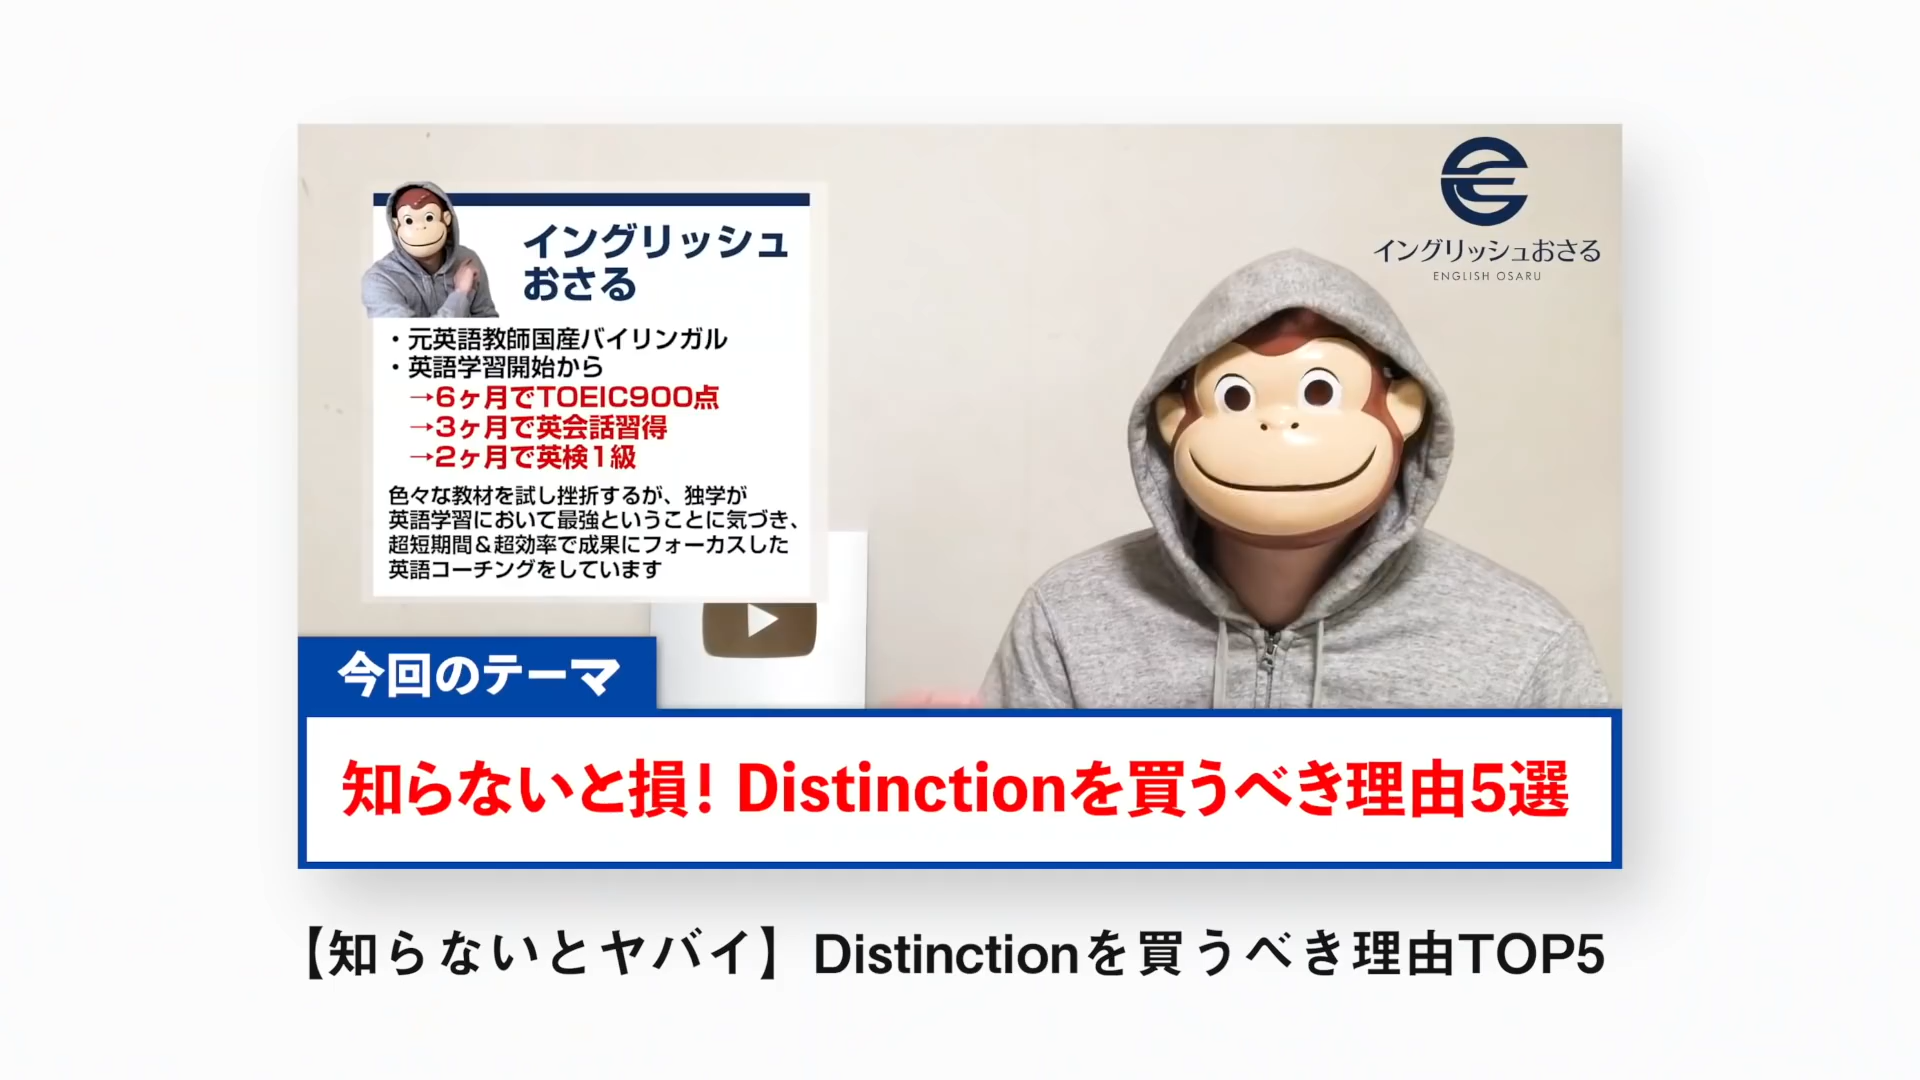 イングリッシュ
おさる
・元英語教師国産バイリンガル
・英語学習開始から
→6ヶ月でTOEIC900点
→3ヶ月で英会話習得
→2ヶ月で英検1級
色々な教材を試し挫折するが、独学が
英語学習において最強ということに気づき、
超短期間&超効率で成果にフォーカスした
英語コーチングをしています
イングリッシュおさる
ENGLISH OSARU
今回のテーマ
知らないと損! Distinctionを買うべき理由5選
【知らないとヤバイ】Distinctionを買うべき理由TOP5